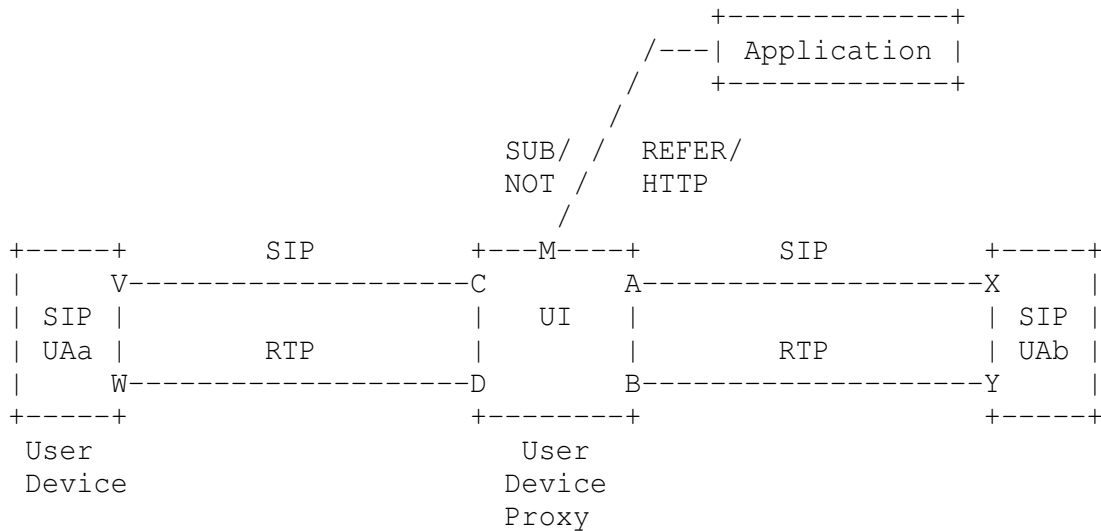 +-------------+
                                          /---| Application |
                                         /    +-------------+
                                        /
                                 SUB/  /  REFER/
                                 NOT  /   HTTP
                                     /
+-----+         SIP            +---M----+         SIP            +-----+
|     V------------------------C        A------------------------X     |
| SIP |                        |   UI   |                        | SIP |
| UAa |         RTP            |        |         RTP            | UAb |
|     W------------------------D        B------------------------Y     |
+-----+                        +--------+                        +-----+
 User                            User
 Device                         Device
                                Proxy